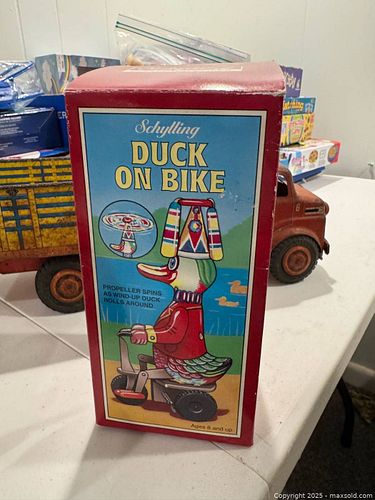 Schylling
DUCK
ON BIKE
PROPELLER SPINS
AS WIND-UP DUCK
ROLLS AROUND
Ages 8 and up
Copyright 2025 - maxsold.com